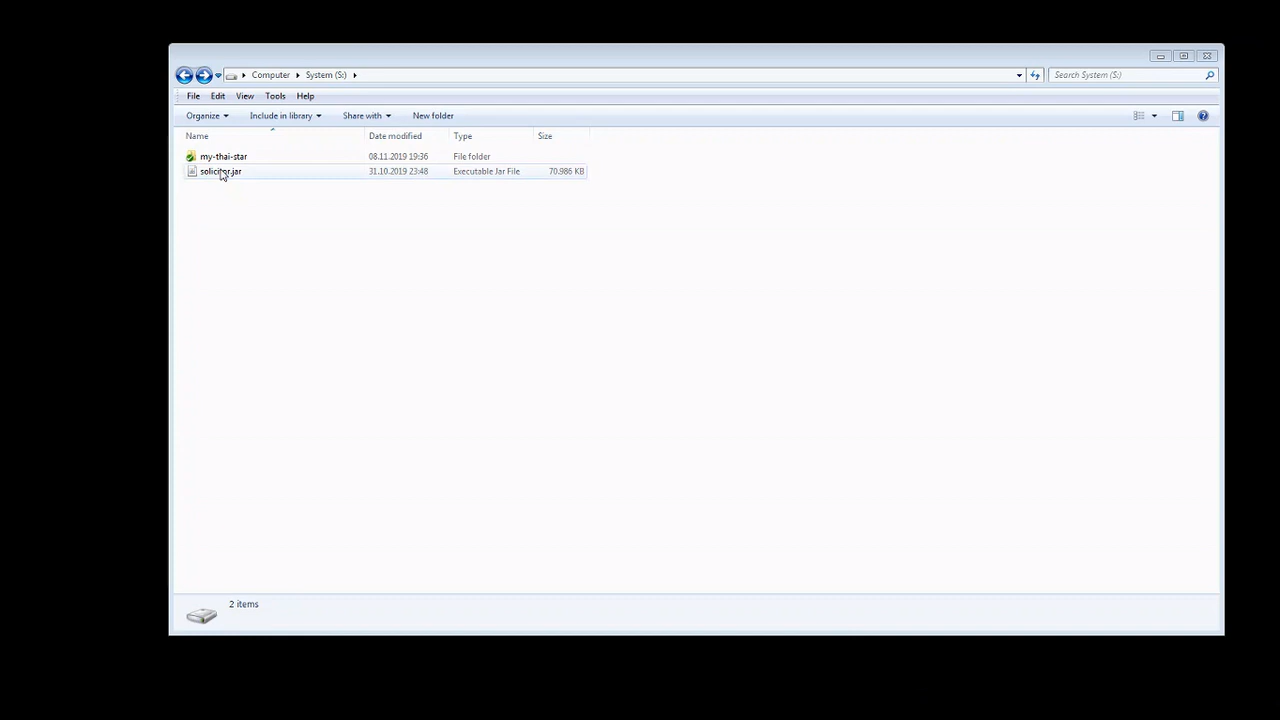 Computer System (S:) Search System (S:)
File Edit View Tools Help
Organize Include in library Share with New folder
Name Date modified Type Size
my-thai-star 08.11.2019 19:36 File folder
solicitor.jar 31.10.2019 23:48 Executable Jar File 70.986 KB
2 items